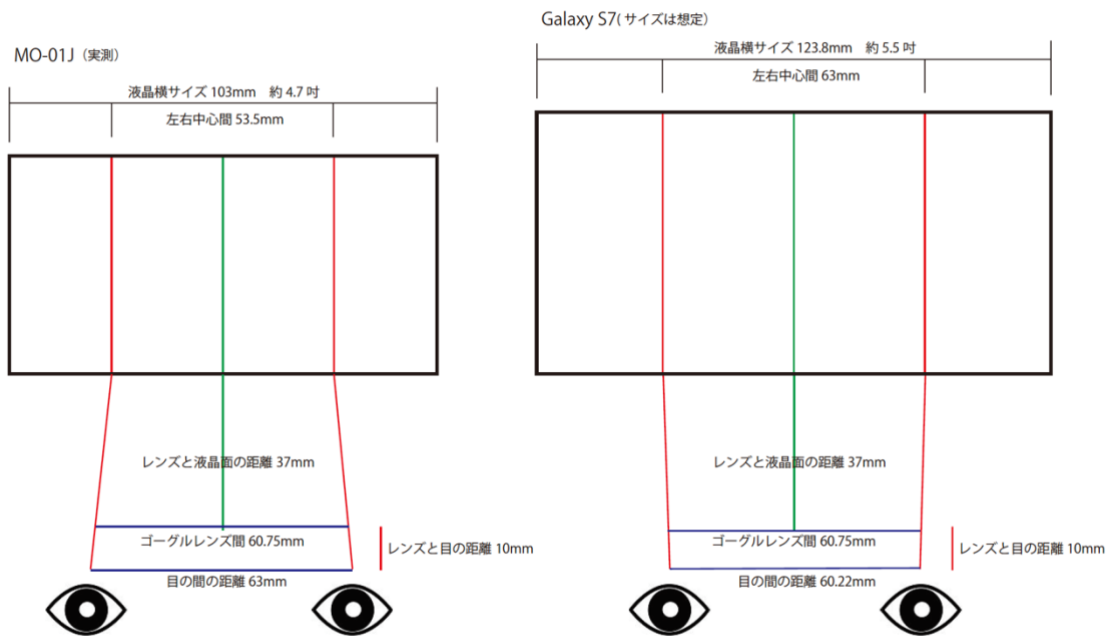 MO-01J（実測）
液晶横サイズ 103mm　約 4.7 吋
左右中心間 53.5mm
レンズと液晶面の距離 37mm
ゴーグルレンズ間 60.75mm
レンズと目の距離 10mm
目の間の距離 63mm
Galaxy S7( サイズは想定）
液晶横サイズ 123.8mm　約 5.5 吋
左右中心間 63mm
レンズと液晶面の距離 37mm
ゴーグルレンズ間 60.75mm
レンズと目の距離 10mm
目の間の距離 60.22mm